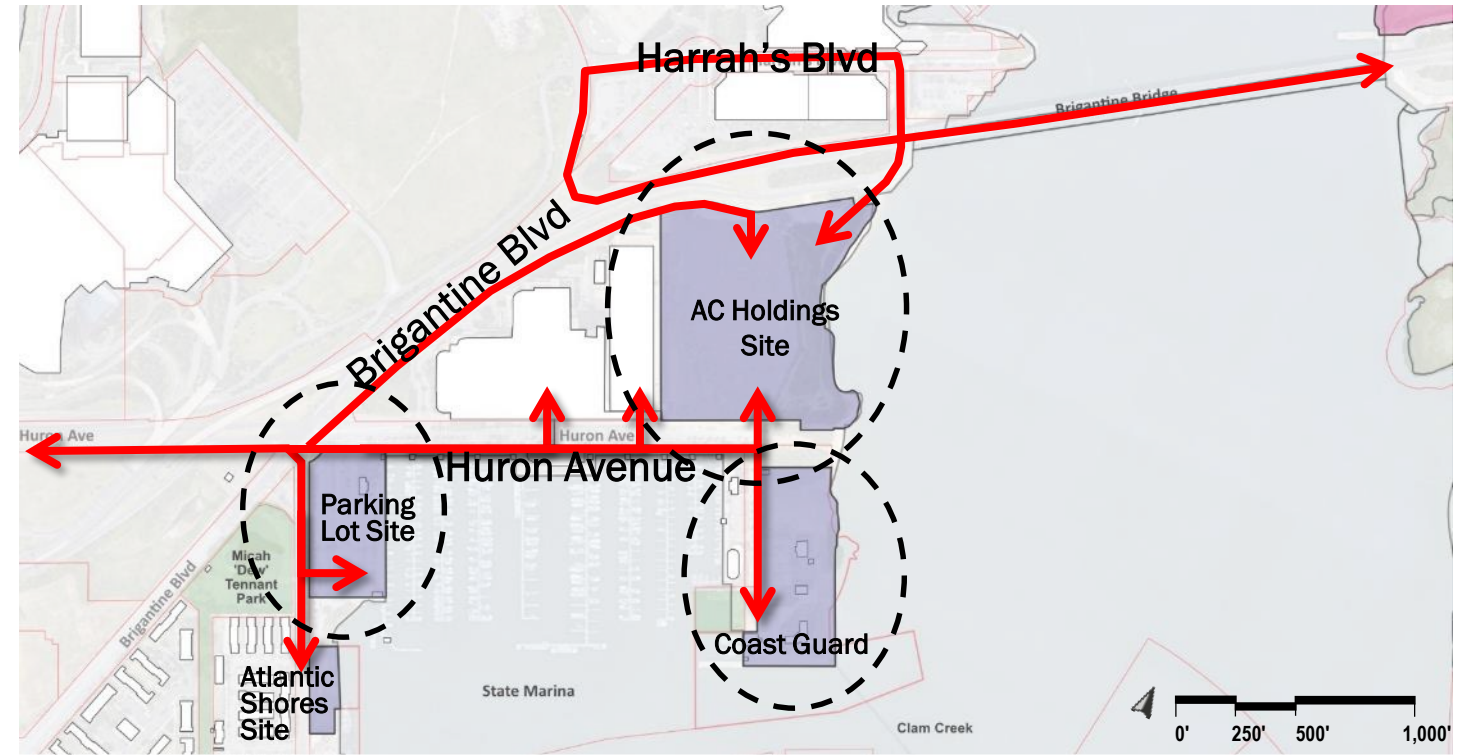 Harrah's Blvd
Brigantine Bridge
Brigantine Blvd
AC Holdings
Site
Huron Ave
Huron Ave
Huron Avenue
Parking
Lot Site
Micah
'Dew'
Tennant
Park
Brigantine Blvd
Coast Guard
Atlantic
Shores
Site
State Marina
Clam Creek
0' 250' 500' 1,000'